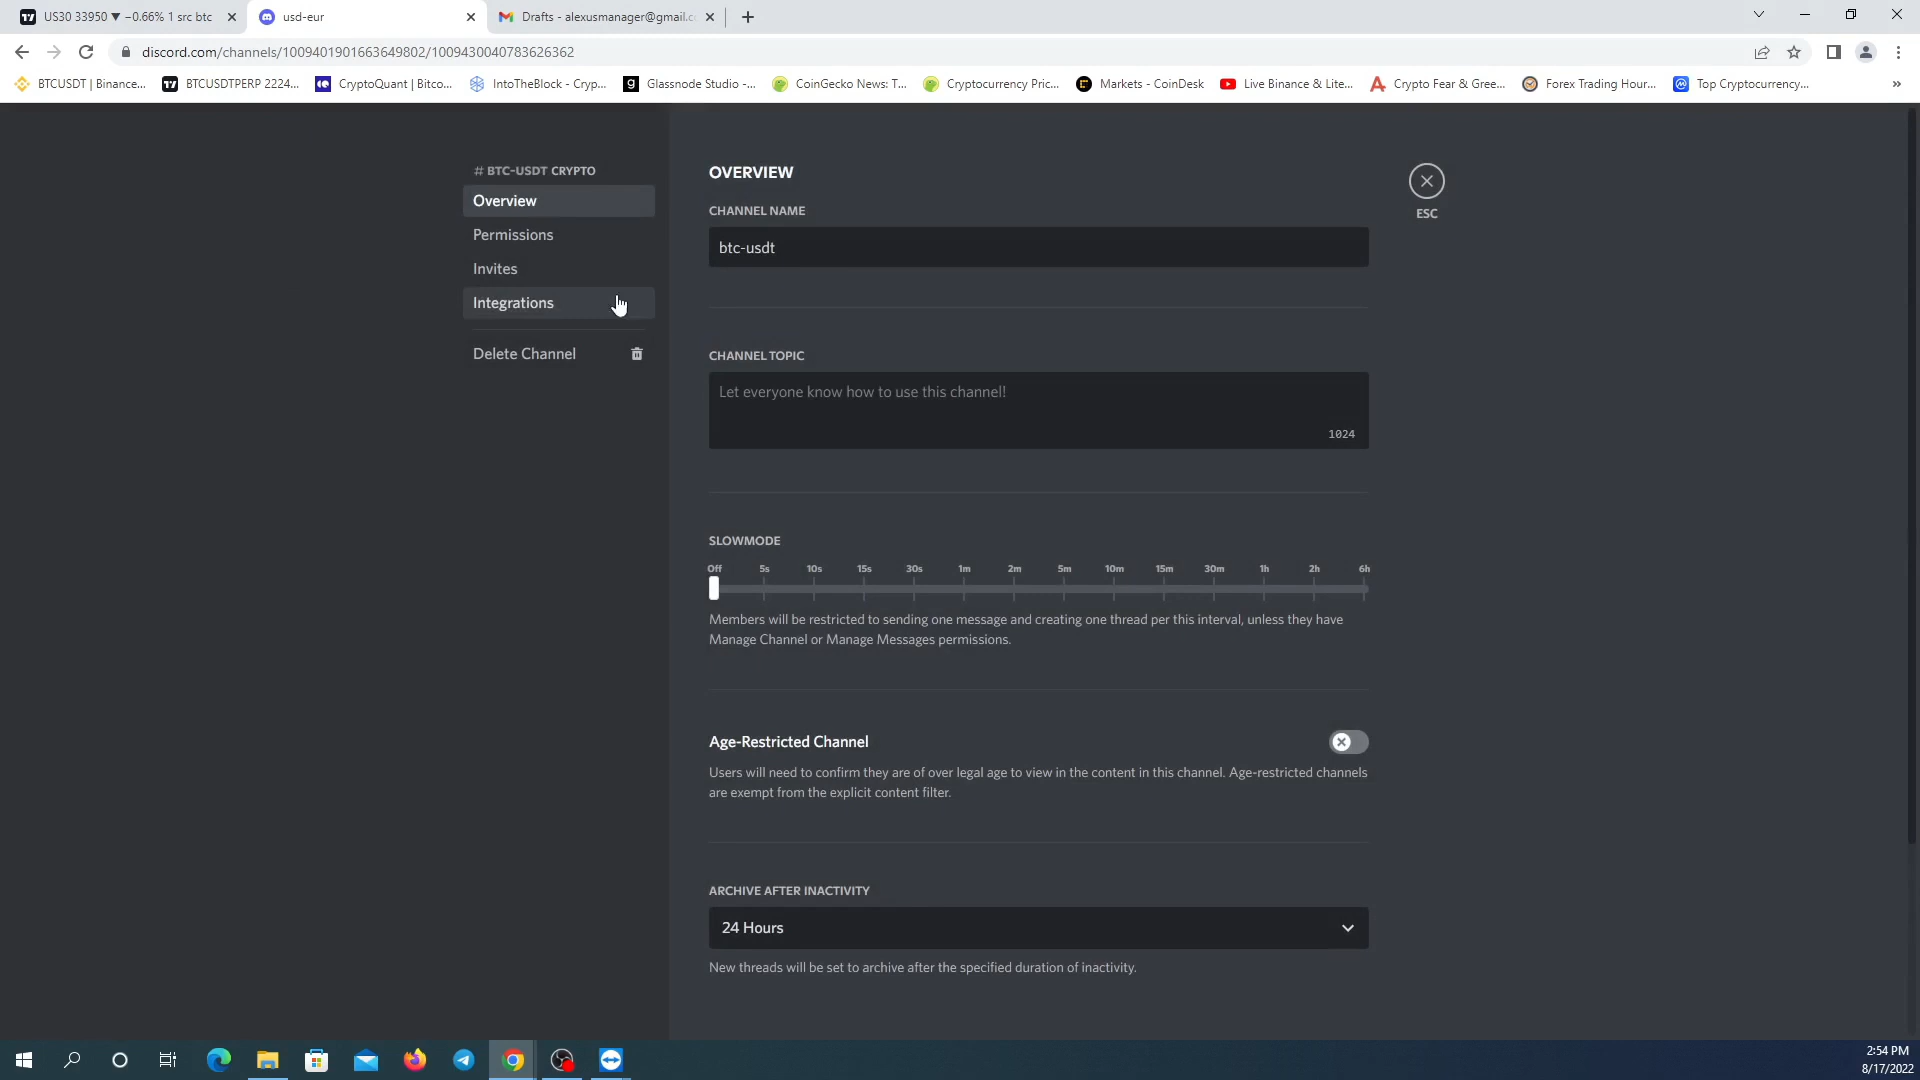 US30 33950 ▼ −0.66% 1 src btc
usd-eur
Drafts - alexusmanager@gmail.c
discord.com/channels/1009401901663649802/1009430040783626362
BTCUSDT | Binance...
BTCUSDTPERP 2224...
CryptoQuant | Bitco...
IntoTheBlock - Cryp...
Glassnode Studio -...
CoinGecko News: T...
Cryptocurrency Pric...
Markets - CoinDesk
Live Binance & Lite...
Crypto Fear & Gree...
Forex Trading Hour...
Top Cryptocurrency...
# BTC-USDT CRYPTO
Overview
Permissions
Invites
Integrations
Delete Channel
OVERVIEW
CHANNEL NAME
btc-usdt
ESC
CHANNEL TOPIC
Let everyone know how to use this channel!
1024
SLOWMODE
Off 5s 10s 15s 30s 1m 2m 5m 10m 15m 30m 1h 2h 6h
Members will be restricted to sending one message and creating one thread per this interval, unless they have
Manage Channel or Manage Messages permissions.
Age-Restricted Channel
Users will need to confirm they are of over legal age to view in the content in this channel. Age-restricted channels
are exempt from the explicit content filter.
ARCHIVE AFTER INACTIVITY
24 Hours
New threads will be set to archive after the specified duration of inactivity.
2:54 PM
8/17/2022